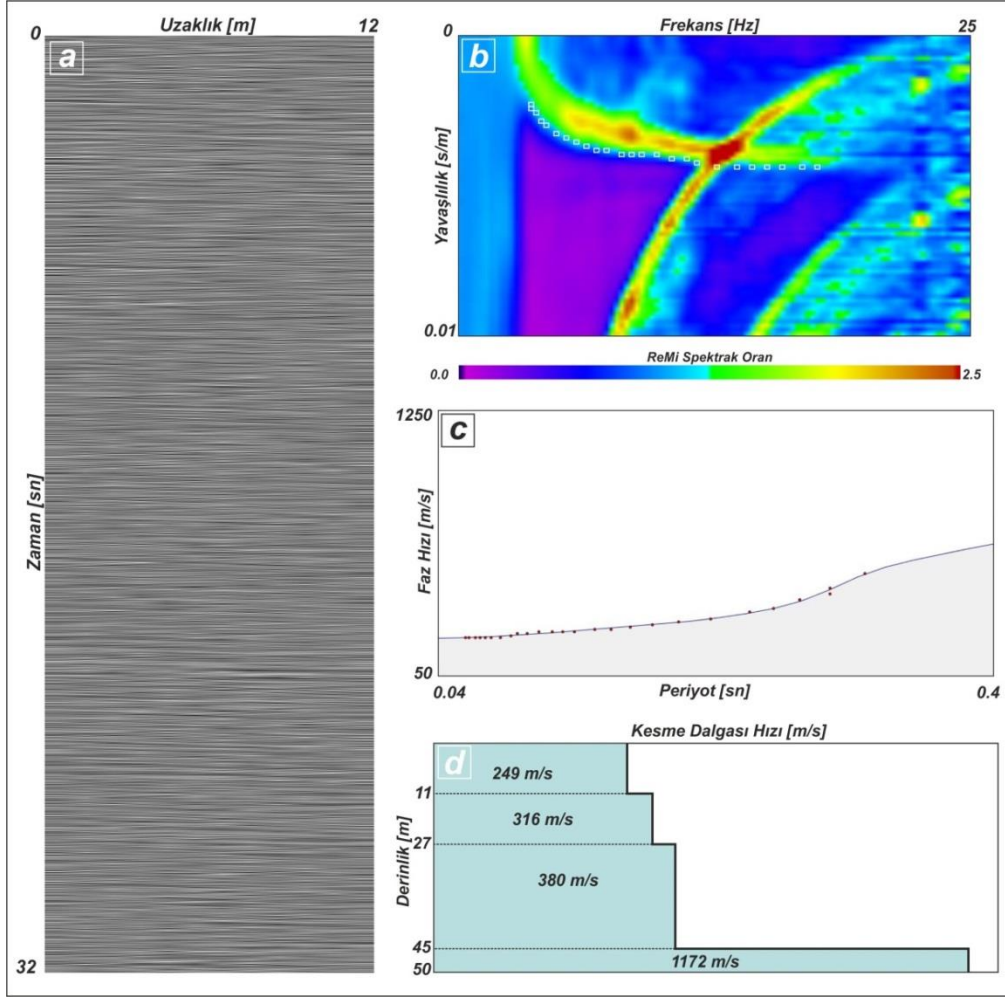 Uzaklık [m]
0
12
a
Zaman [sn]
32
Frekans [Hz]
0
25
b
Yavaşlılık [s/m]
0.01
ReMi Spektrak Oran
0.0
2.5
1250
c
Faz Hızı [m/s]
50
0.04
Periyot [sn]
0.4
Kesme Dalgası Hızı [m/s]
d
249 m/s
11
316 m/s
27
Derinlik [m]
380 m/s
45
1172 m/s
50